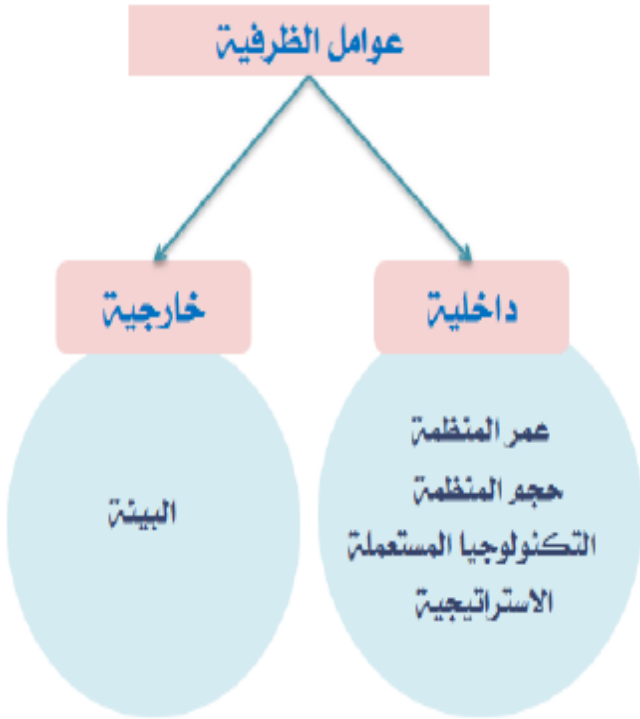 عوامل الظرفية
داخلية
عمر المنظمة
حجم المنظمة
التكنولوجيا المستعملة
الاستراتيجية
خارجية
البيئة